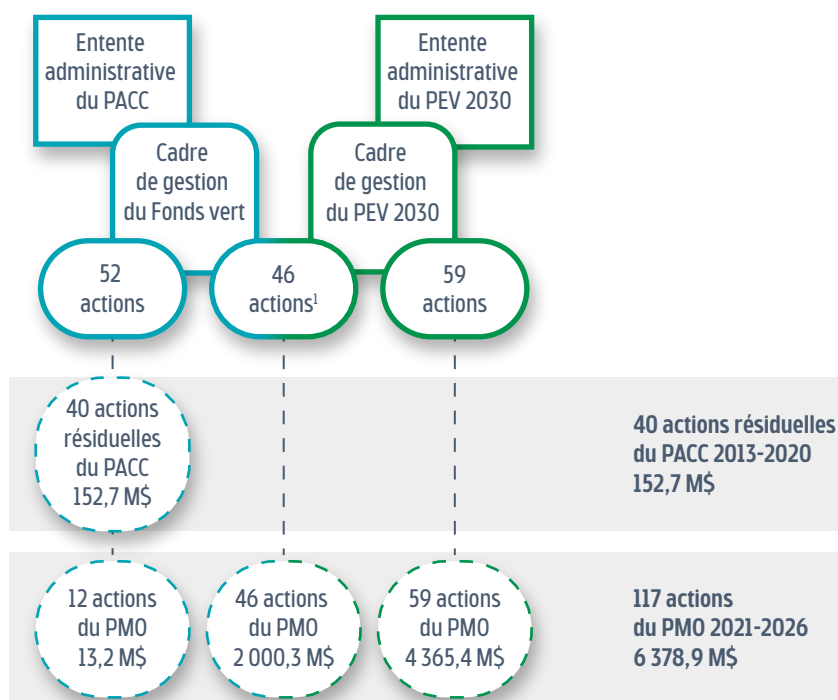 Entente
administrative
du PACC
Entente
administrative
du PEV 2030
Cadre
de gestion
du Fonds vert
Cadre
de gestion
du PEV 2030
52
actions
46
actions¹
59
actions
40 actions
résiduelles
du PACC
152,7 M$
40 actions résiduelles
du PACC 2013-2020
152,7 M$
12 actions
du PMO
13,2 M$
46 actions
du PMO
2 000,3 M$
59 actions
du PMO
4 365,4 M$
117 actions
du PMO 2021-2026
6 378,9 M$